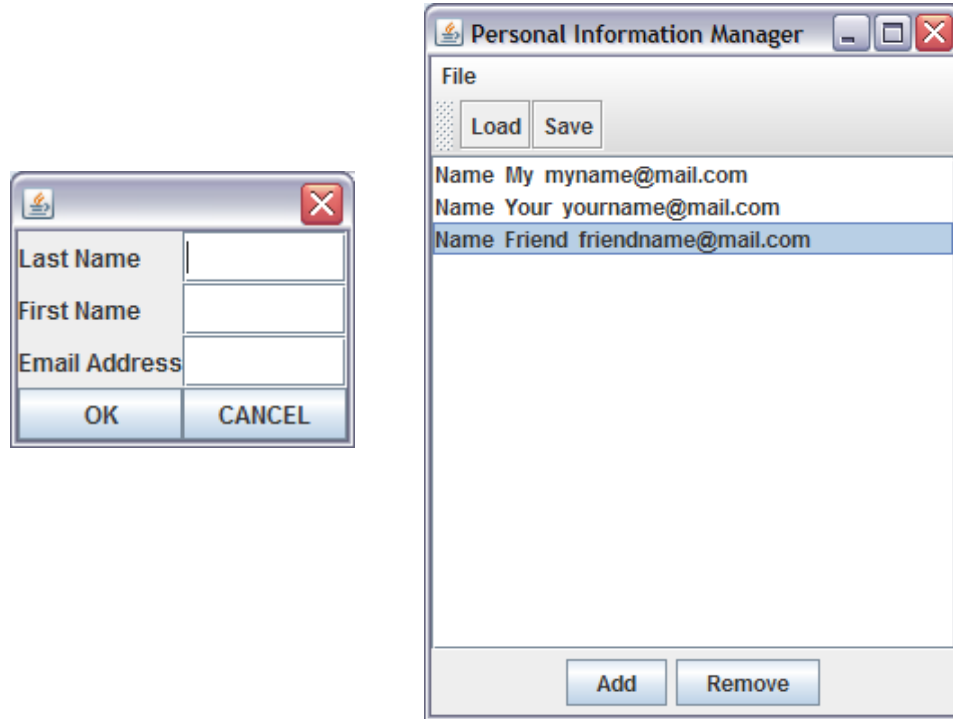 Last Name
First Name
Email Address
OK CANCEL
Personal Information Manager
File
Load Save
Name My myname@mail.com
Name Your yourname@mail.com
Name Friend friendname@mail.com
Add Remove